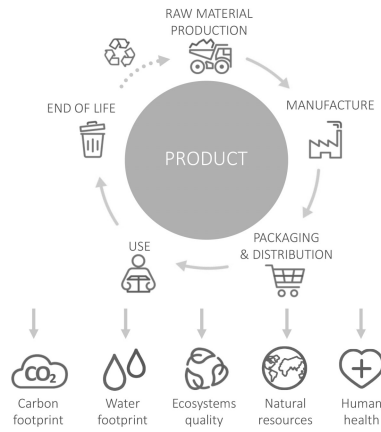 RAW MATERIAL
PRODUCTION
END OF LIFE
MANUFACTURE
PRODUCT
USE
PACKAGING
& DISTRIBUTION
CO₂
Carbon
footprint
Water
footprint
Ecosystems
quality
Natural
resources
Human
health